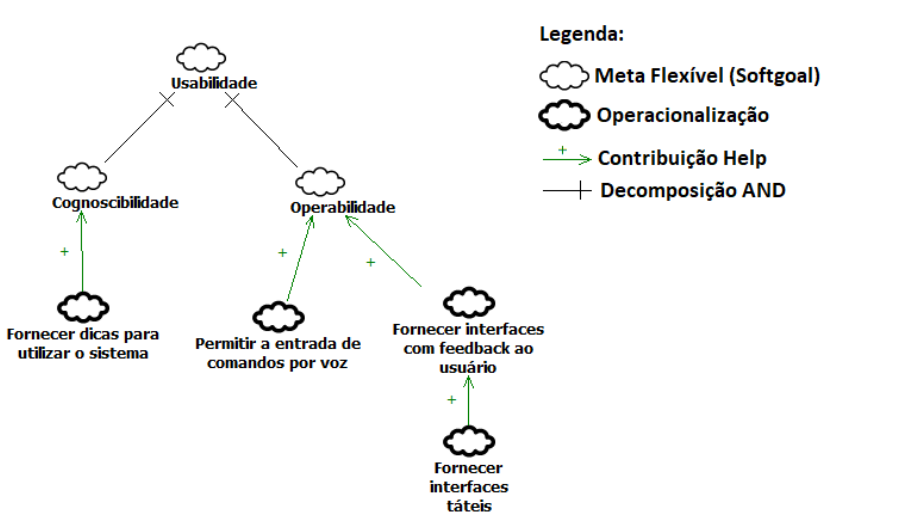 Legenda:
Meta Flexível (Softgoal)
Operacionalização
+
Contribuição Help
Decomposição AND
Usabilidade
Cognoscibilidade
Operabilidade
+
+
+
Fornecer dicas para
utilizar o sistema
Permitir a entrada de
comandos por voz
Fornecer interfaces
com feedback ao
usuário
+
Fornecer
interfaces
táteis